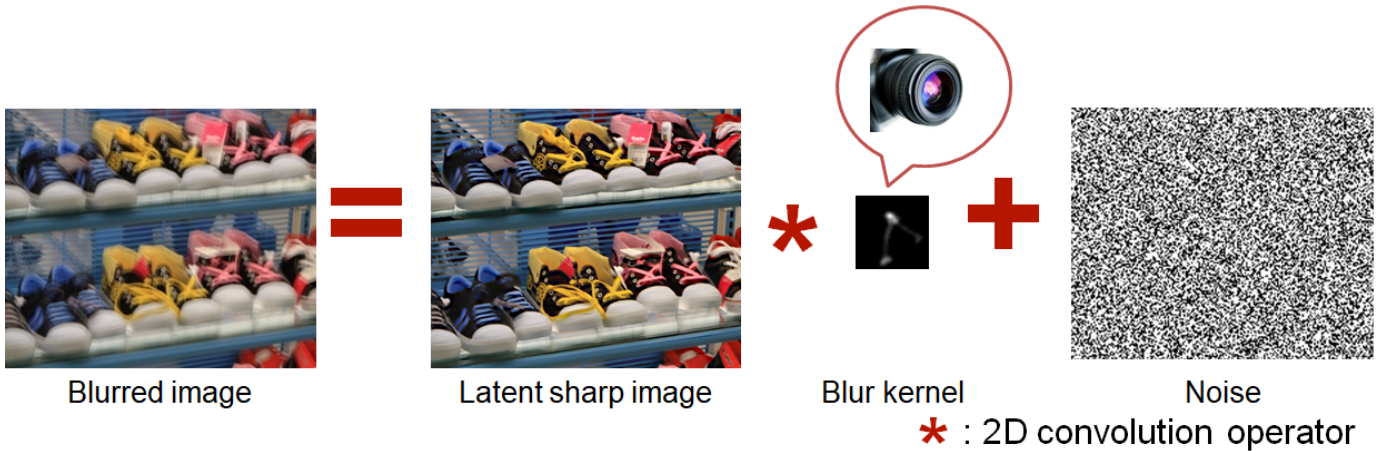 Blurred image
Latent sharp image
Blur kernel
Noise
* : 2D convolution operator